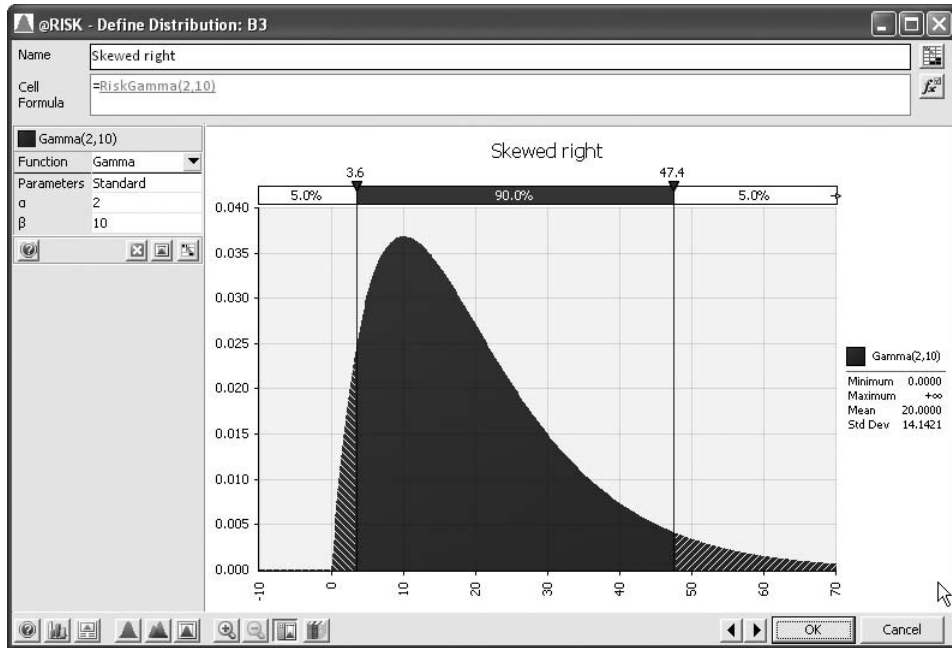 @RISK - Define Distribution: B3
Name Skewed right
Cell Formula =RiskGamma(2,10)
Gamma(2,10)
Function Gamma
Parameters Standard
α 2
β 10
Skewed right
3.6 47.4
5.0% 90.0% 5.0%
0.040
0.035
0.030
0.025
0.020
0.015
0.010
0.005
0.000
-10 0 10 20 30 40 50 60 70
Gamma(2,10)
Minimum 0.0000
Maximum +∞
Mean 20.0000
Std Dev 14.1421
OK Cancel